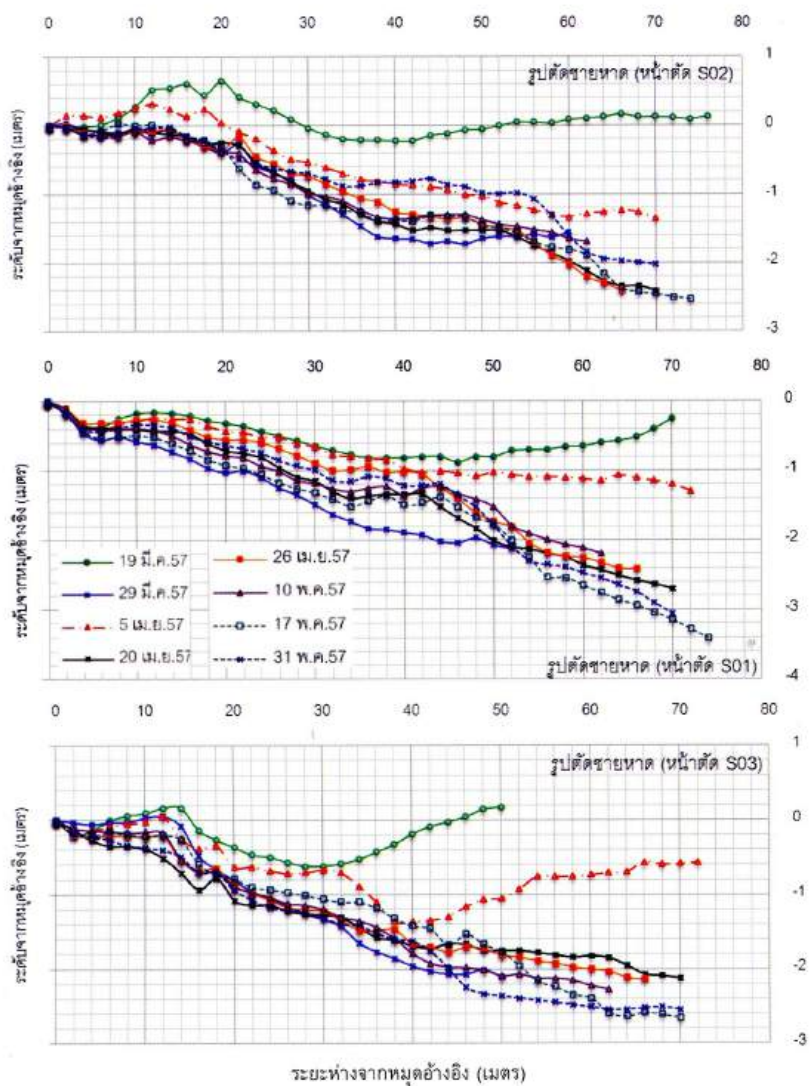 0 10 20 30 40 50 60 70 80
รูปตัดชายหาด (หน้าตัด S02)
ระดับจากหมุดอ้างอิง (เมตร)
1
0
-1
-2
-3
0 10 20 30 40 50 60 70 80
ระดับจากหมุดอ้างอิง (เมตร)
0
-1
-2
-3
-4
19 มี.ค.57
26 เม.ย.57
29 มี.ค.57
10 พ.ค.57
5 เม.ย.57
17 พ.ค.57
20 เม.ย.57
31 พ.ค.57
รูปตัดชายหาด (หน้าตัด S01)
0 10 20 30 40 50 60 70 80
รูปตัดชายหาด (หน้าตัด S03)
ระดับจากหมุดอ้างอิง (เมตร)
1
0
-1
-2
-3
ระยะห่างจากหมุดอ้างอิง (เมตร)